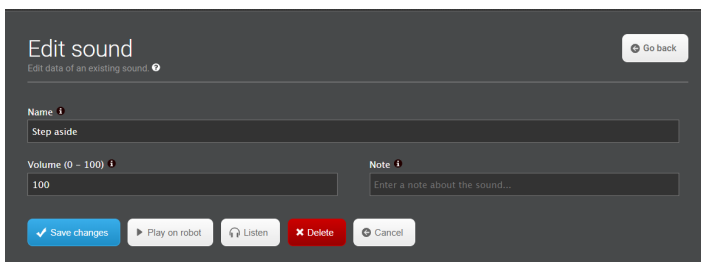 Edit sound
Go back
Edit data of an existing sound.
Name
Step aside
Volume (0 – 100)
Note
100
Enter a note about the sound...
Save changes
Play on robot
Listen
Delete
Cancel